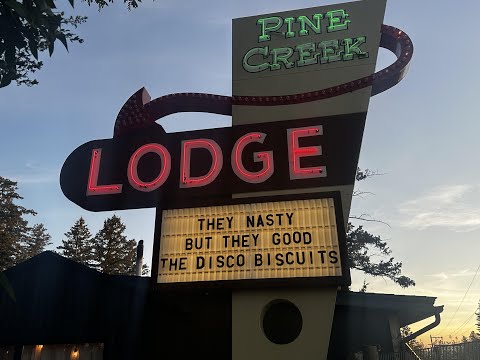 PINE
CREEK
LODGE
THEY NASTY
BUT THEY GOOD
THE DISCO BISCUITS